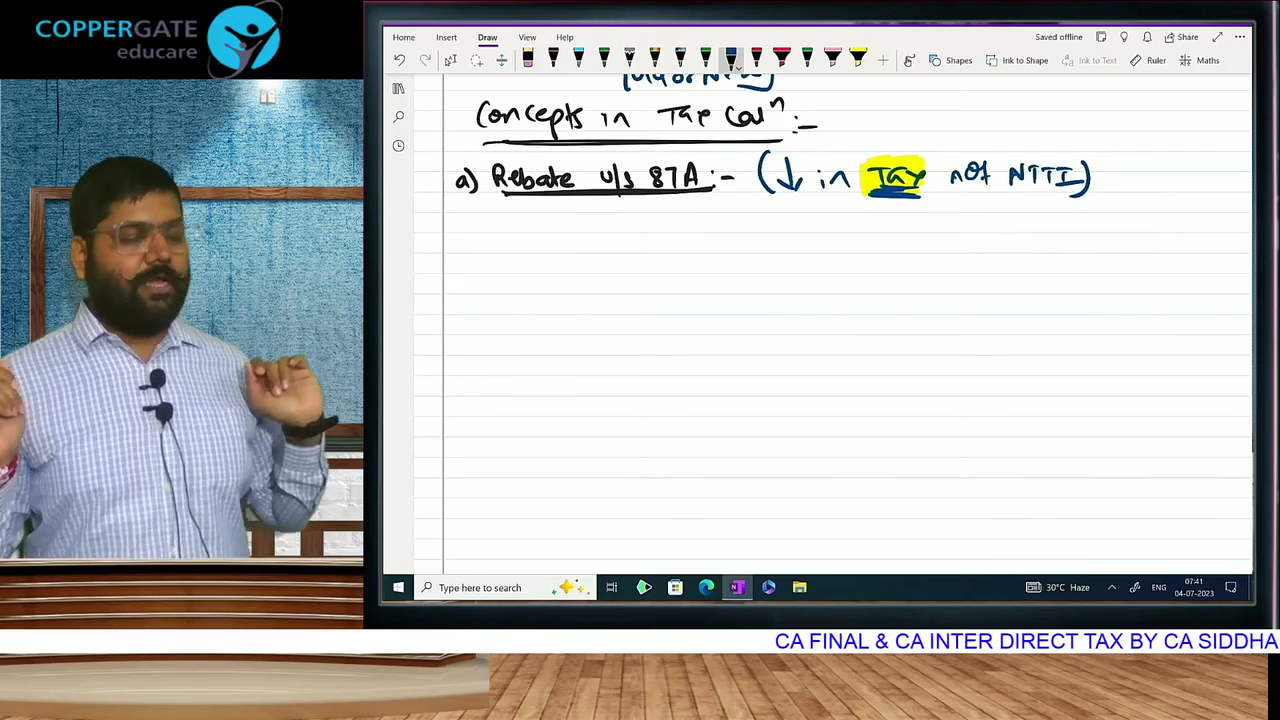 COPPERGATE
educare
Home Insert Draw View Help
Saved offline Share
Shapes Ink to Shape Ink to Text Ruler Maths
Concepts in Tax Calⁿ :-
a) Rebate u/s 87A :- (↓ in Tax not NTTI)
Type here to search
30°C Haze ENG 07:41
04-07-2023
CA FINAL & CA INTER DIRECT TAX BY CA SIDDHA